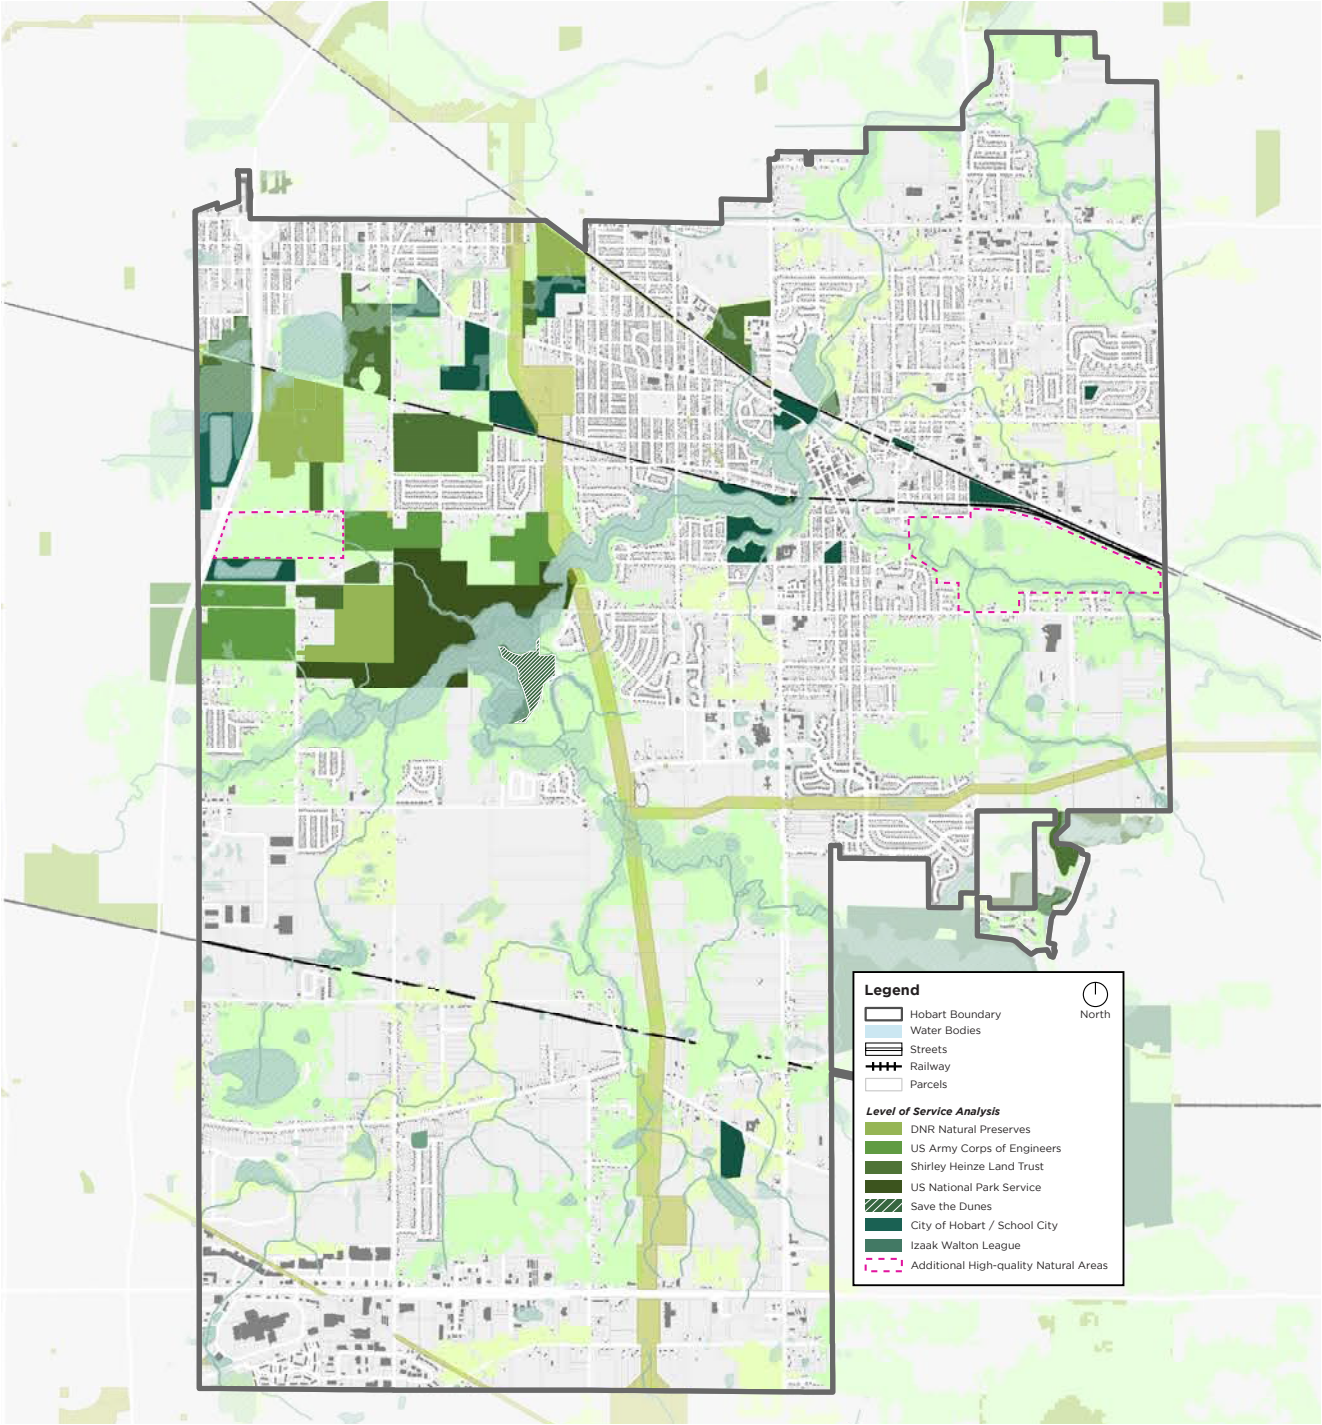 Legend
North
Hobart Boundary
Water Bodies
Streets
Railway
Parcels
Level of Service Analysis
DNR Natural Preserves
US Army Corps of Engineers
Shirley Heinze Land Trust
US National Park Service
Save the Dunes
City of Hobart / School City
Izaak Walton League
Additional High-quality Natural Areas